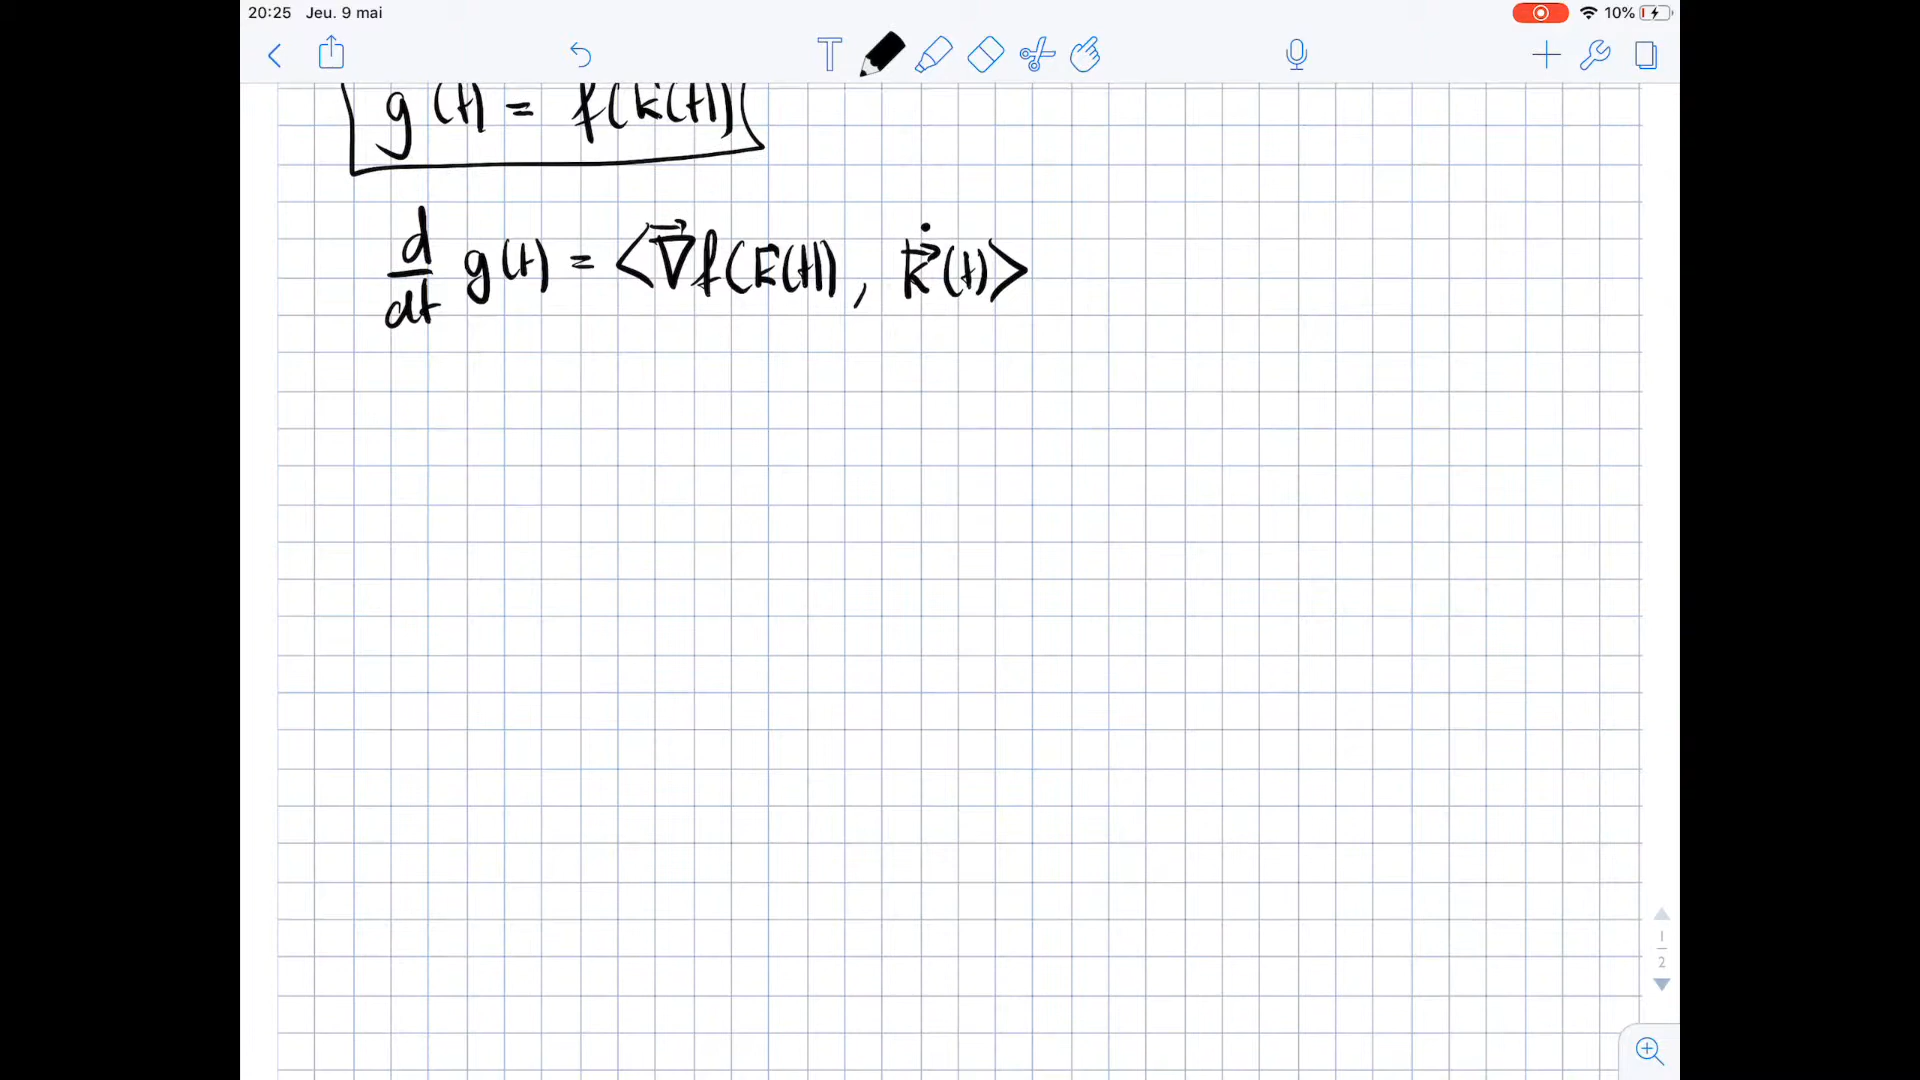 20:25 Jeu. 9 mai 10%
T
g(t) = f(k(t))
d/dt g(t) = ⟨∇⃗f(k(t)), k⃗̇(t)⟩
1
2